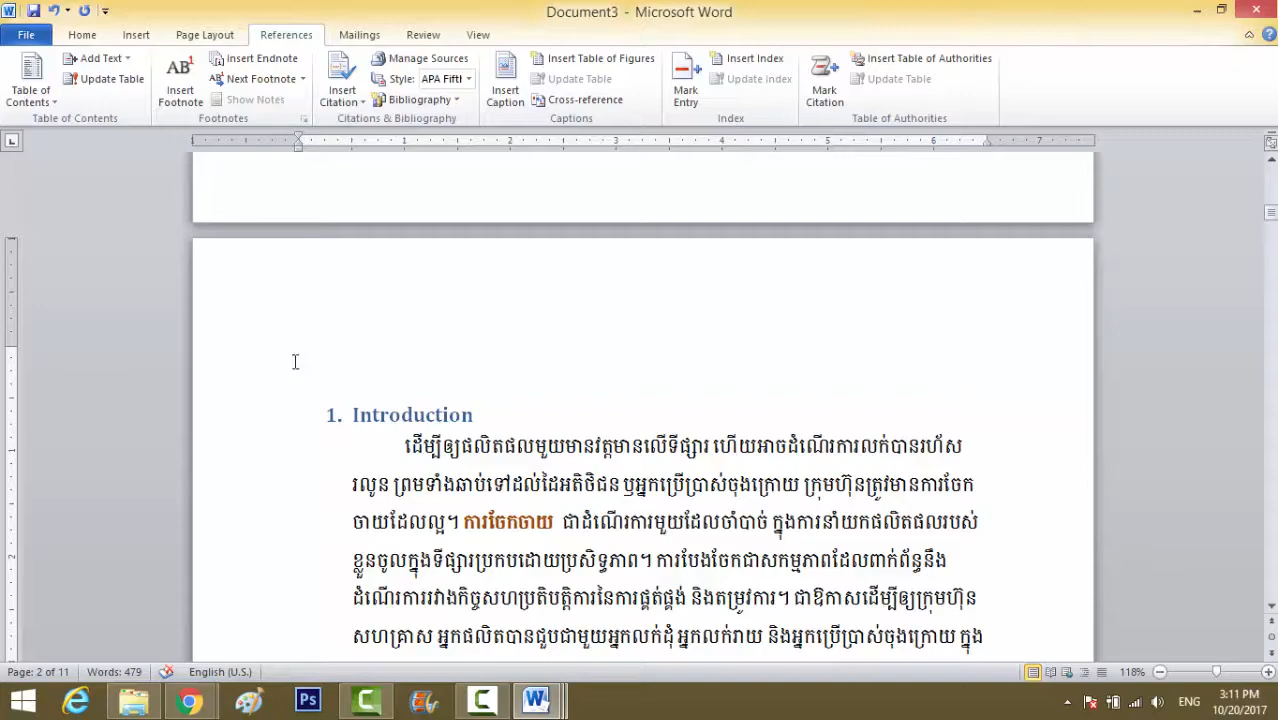 Document3 - Microsoft Word
File Home Insert Page Layout References Mailings Review View
Add Text
Insert Endnote
Manage Sources
Insert Table of Figures
Insert Index
Insert Table of Authorities
Update Table
AB¹
Next Footnote
Style: APA Fifth
Update Table
Update Index
Update Table
Table of Contents
Insert Footnote
Show Notes
Insert Citation
Bibliography
Insert Caption
Cross-reference
Mark Entry
Mark Citation
Table of Contents Footnotes Citations & Bibliography Captions Index Table of Authorities
1 2 3 4 5 6 7
1. Introduction
ដើម្បីឲ្យផលិតផលមួយមានវត្តមានលើទីផ្សារ ហើយអាចដំណើរការលក់បានរហ័ស
រលូន ព្រមទាំងឆាប់ទៅដល់ដៃអតិថិជន ឬអ្នកប្រើប្រាស់ចុងក្រោយ ក្រុមហ៊ុនត្រូវមានការចែក
ចាយដែលល្អ។ ការចែកចាយ ជាដំណើរការមួយដែលចាំបាច់ ក្នុងការនាំយកផលិតផលរបស់
ខ្លួនចូលក្នុងទីផ្សារប្រកបដោយប្រសិទ្ធភាព។ ការបែងចែកជាសកម្មភាពដែលពាក់ព័ន្ធនឹង
ដំណើរការរវាងកិច្ចសហប្រតិបត្តិការនៃការផ្គត់ផ្គង់ និងតម្រូវការ។ ជាឱកាសដើម្បីឲ្យក្រុមហ៊ុន
សហគ្រាស អ្នកផលិតបានជួបជាមួយអ្នកលក់ដុំ អ្នកលក់រាយ និងអ្នកប្រើប្រាស់ចុងក្រោយ ក្នុង
Page: 2 of 11 Words: 479 English (U.S.) 118%
Ps ENG
3:11 PM
10/20/2017